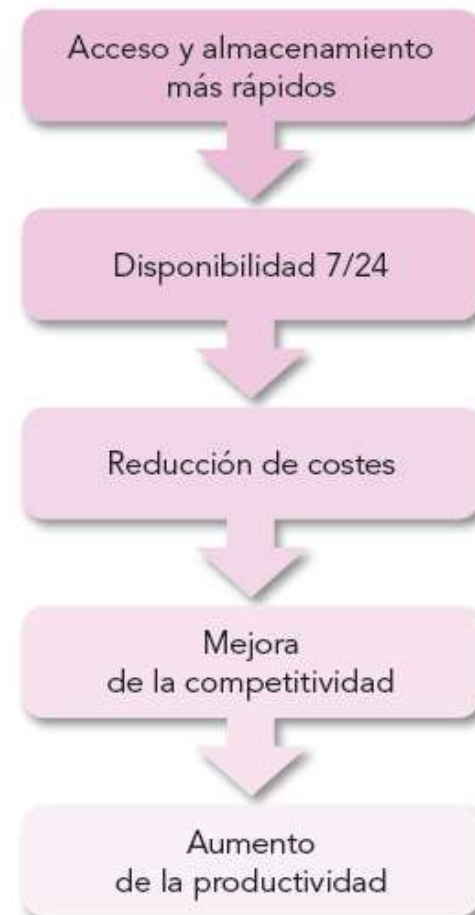 Acceso y almacenamiento
más rápidos
Disponibilidad 7/24
Reducción de costes
Mejora
de la competitividad
Aumento
de la productividad